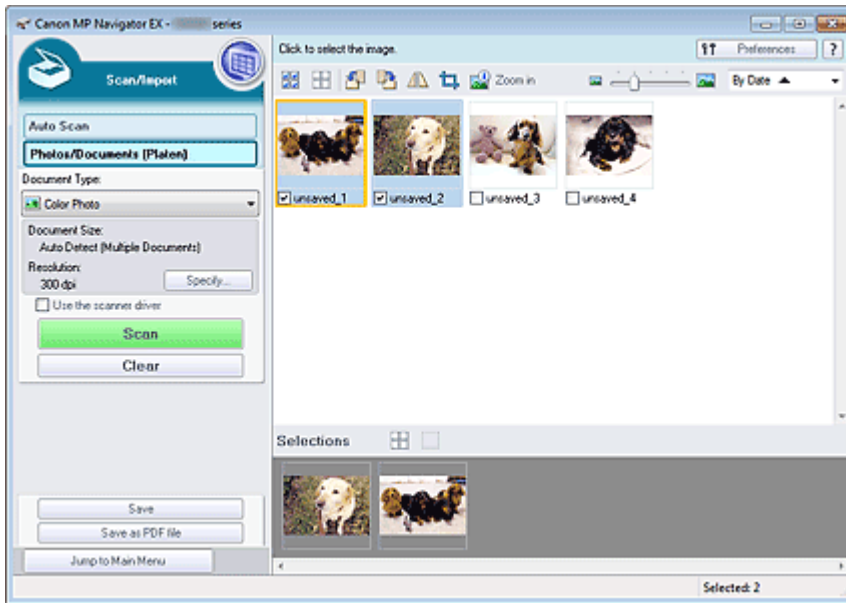 Canon MP Navigator EX - series
Scan/Import
Auto Scan
Photos/Documents (Platen)
Document Type:
Color Photo
Document Size:
Auto Detect (Multiple Documents)
Resolution:
300 dpi
Specify...
Use the scanner driver
Scan
Clear
Save
Save as PDF file
Jump to Main Menu
Click to select the image.
Preferences
?
Zoom in
By Date
unsaved_1
unsaved_2
unsaved_3
unsaved_4
Selections
Selected: 2